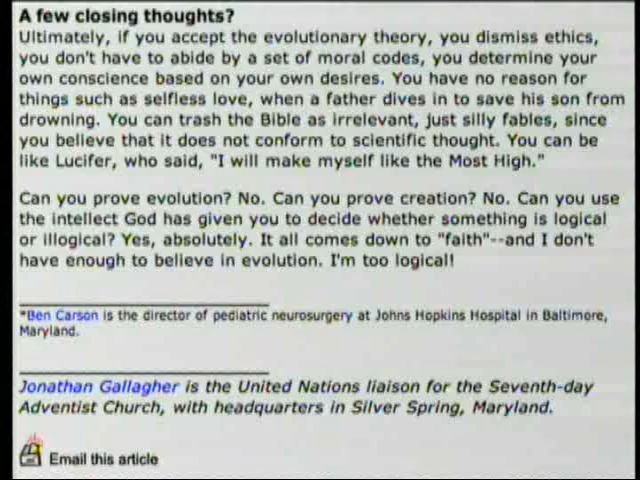 A few closing thoughts?
Ultimately, if you accept the evolutionary theory, you dismiss ethics,
you don't have to abide by a set of moral codes, you determine your
own conscience based on your own desires. You have no reason for
things such as selfless love, when a father dives in to save his son from
drowning. You can trash the Bible as irrelevant, just silly fables, since
you believe that it does not conform to scientific thought. You can be
like Lucifer, who said, "I will make myself like the Most High."
Can you prove evolution? No. Can you prove creation? No. Can you use
the intellect God has given you to decide whether something is logical
or illogical? Yes, absolutely. It all comes down to "faith"--and I don't
have enough to believe in evolution. I'm too logical!
*Ben Carson is the director of pediatric neurosurgery at Johns Hopkins Hospital in Baltimore,
Maryland.
Jonathan Gallagher is the United Nations liaison for the Seventh-day
Adventist Church, with headquarters in Silver Spring, Maryland.
Email this article